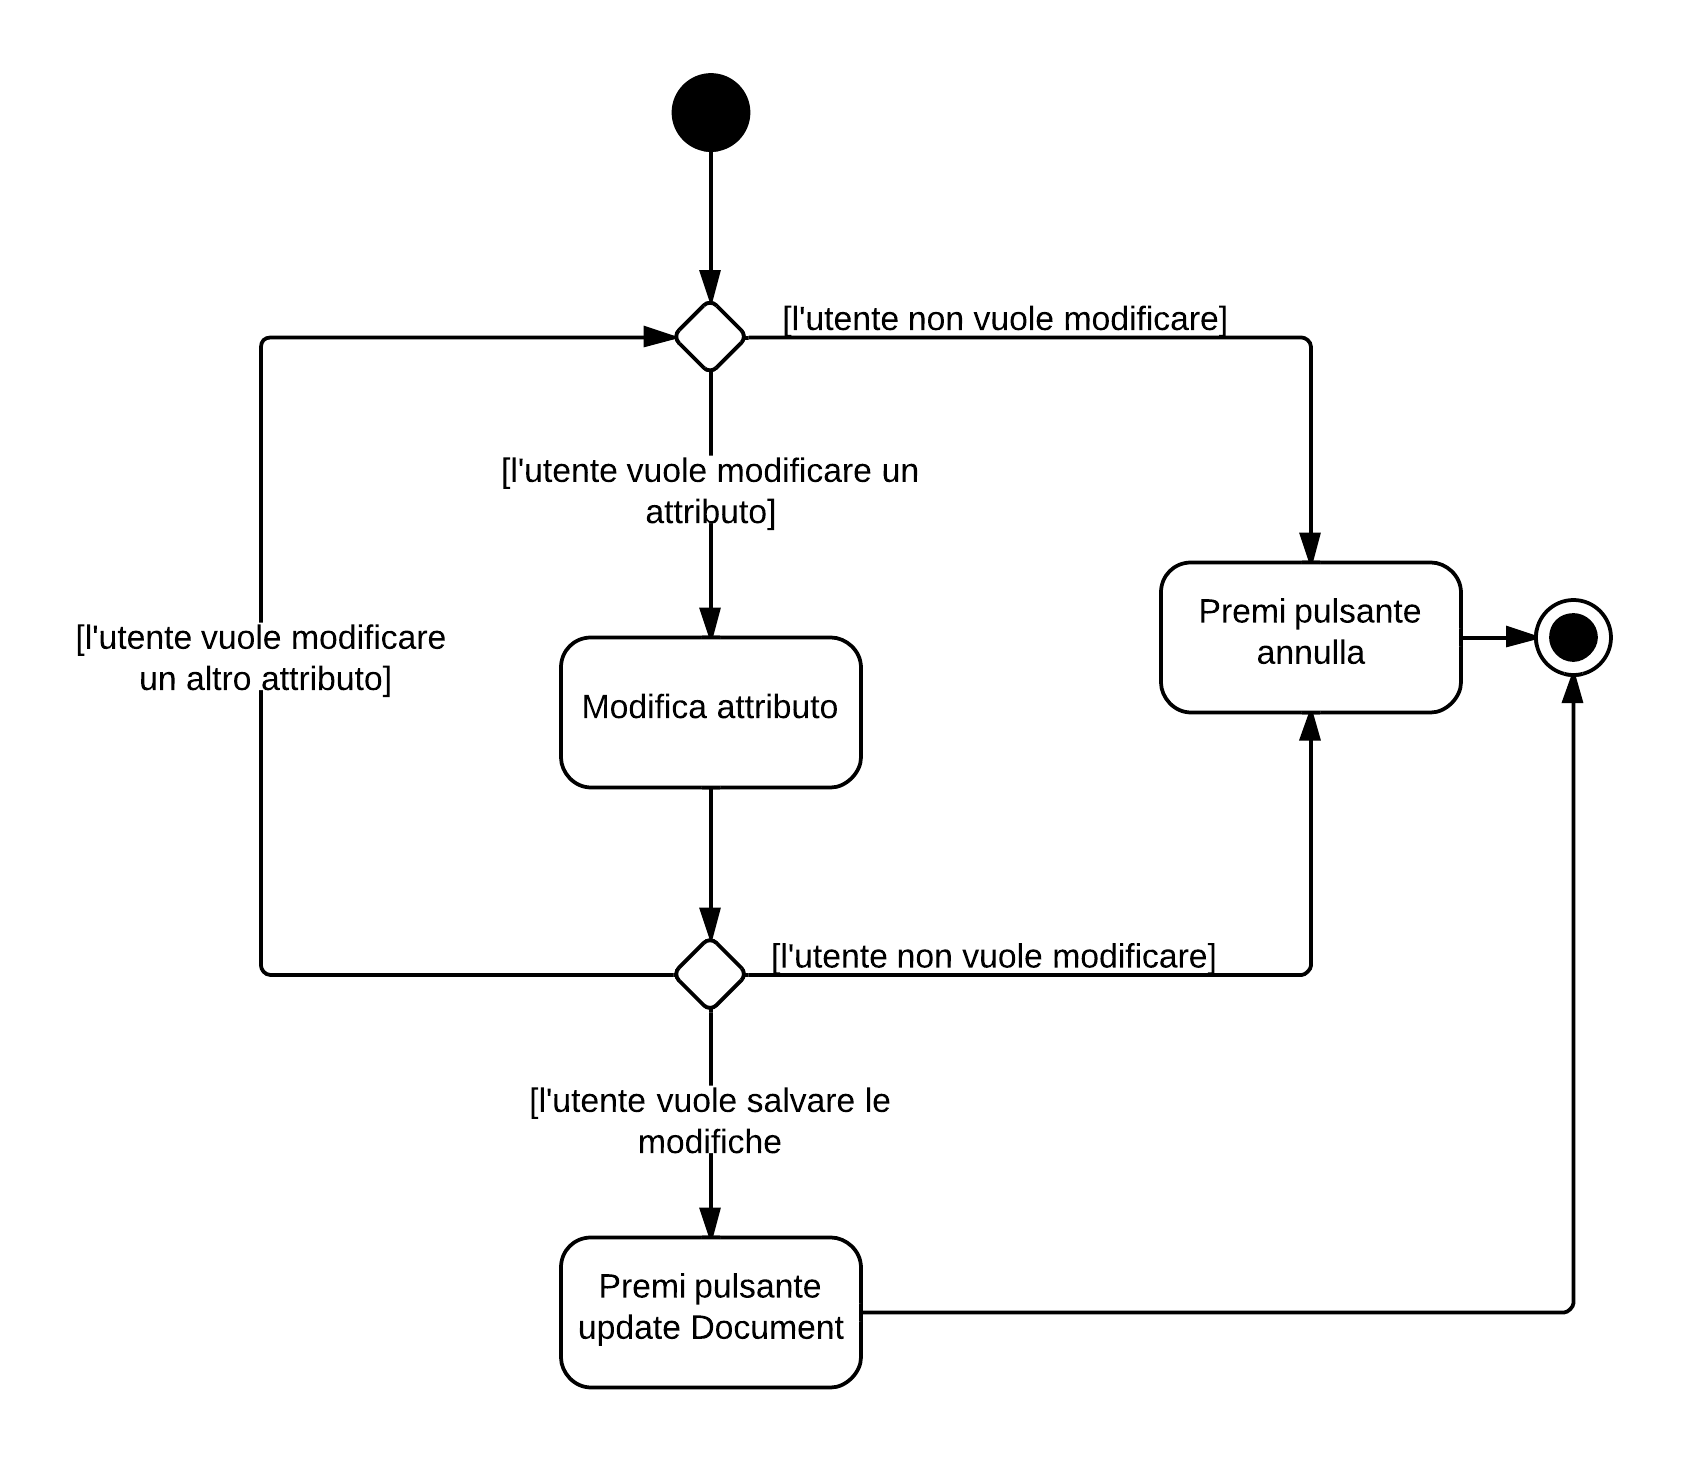 [l'utente non vuole modificare]
[l'utente vuole modificare un
attributo]
Premi pulsante
annulla
[l'utente vuole modificare
un altro attributo]
Modifica attributo
[l'utente non vuole modificare]
[l'utente vuole salvare le
modifiche
Premi pulsante
update Document